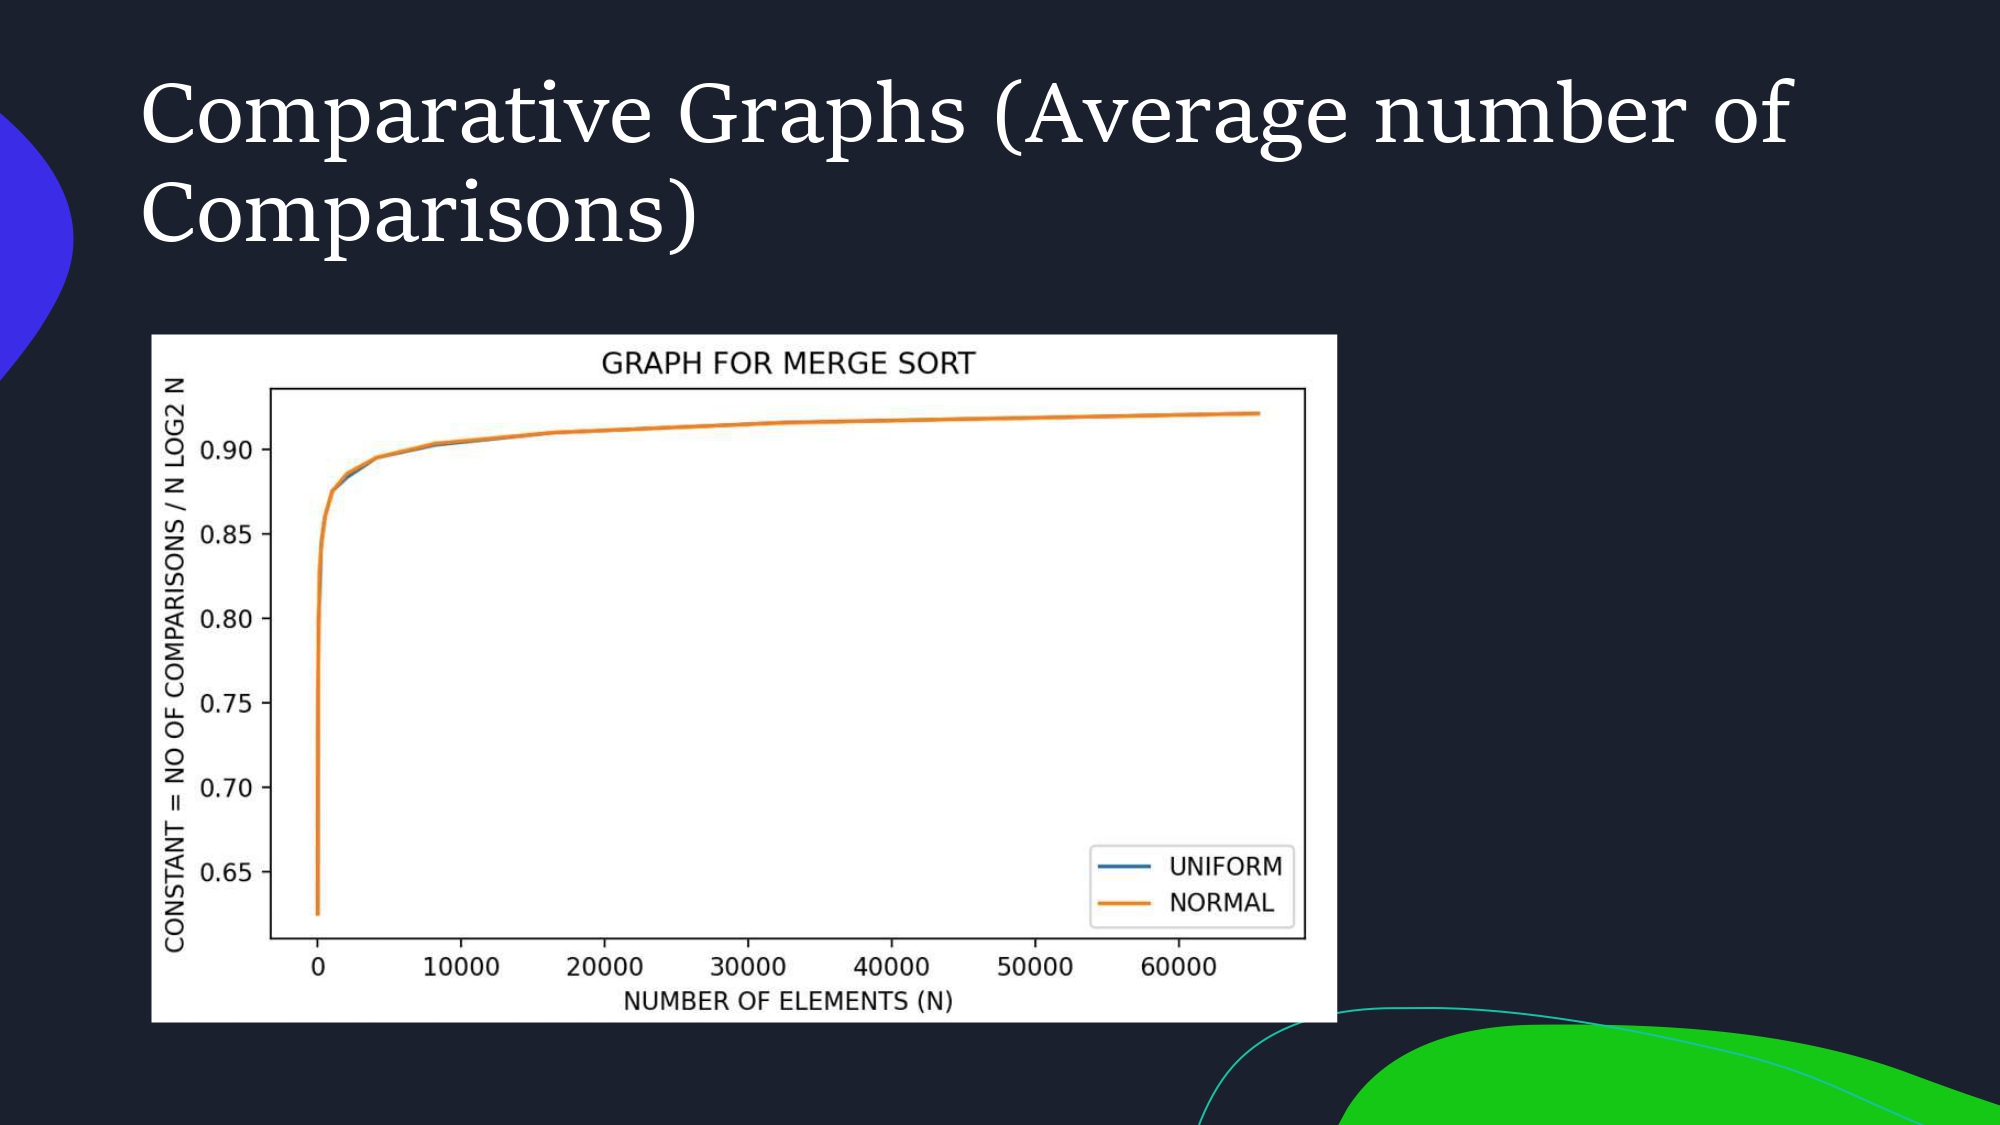 Comparative Graphs (Average number of
Comparisons)
GRAPH FOR MERGE SORT
CONSTANT = NO OF COMPARISONS / N LOG2 N
0.90
0.85
0.80
0.75
0.70
0.65
UNIFORM
NORMAL
0 10000 20000 30000 40000 50000 60000
NUMBER OF ELEMENTS (N)